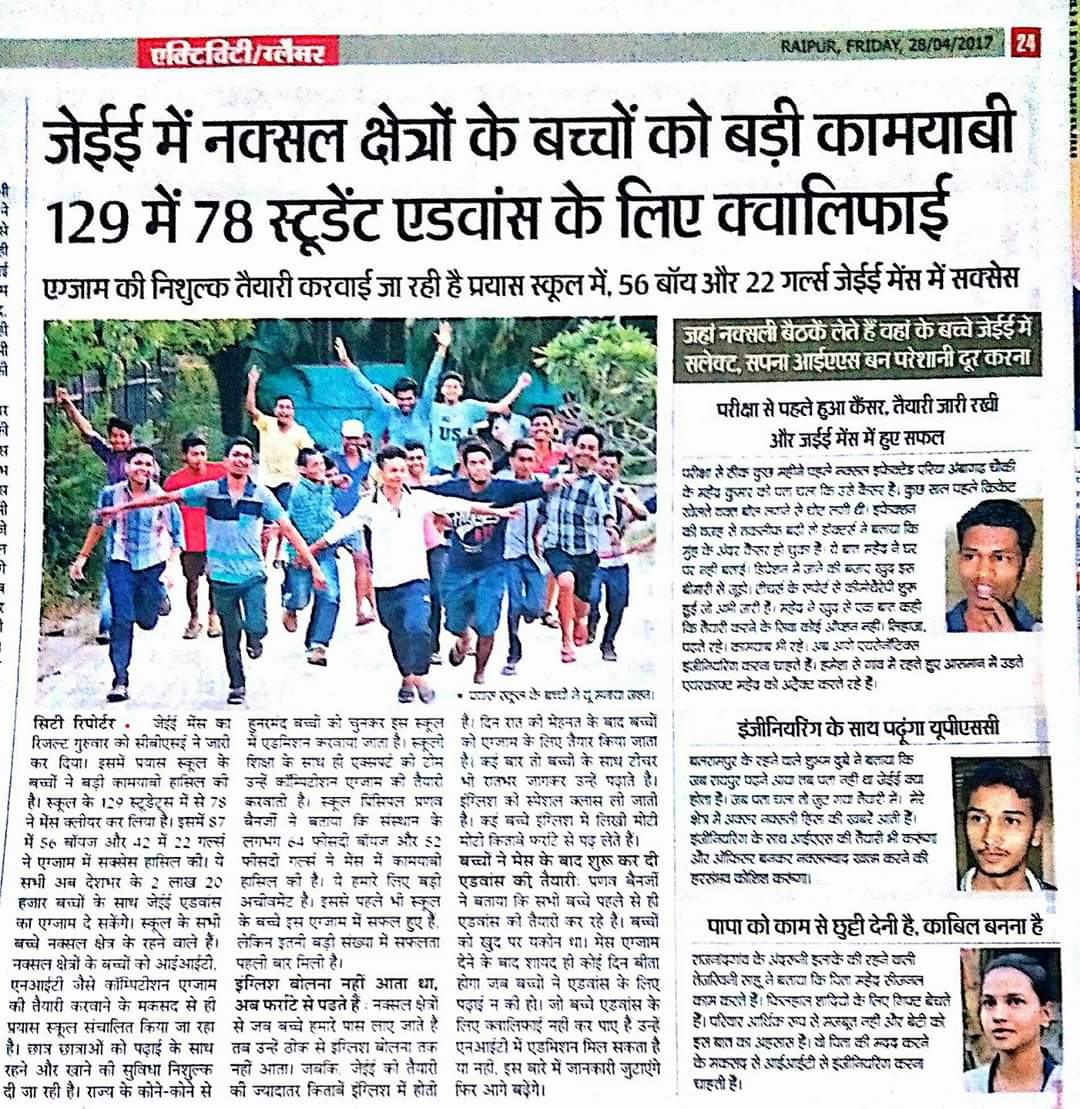 एक्टिविटी/ग्लैमर
RAIPUR, FRIDAY, 28/04/2017
24
जेईई में नक्सल क्षेत्रों के बच्चों को बड़ी कामयाबी
129 में 78 स्टूडेंट एडवांस के लिए क्वालिफाई
एग्जाम की निशुल्क तैयारी करवाई जा रही है प्रयास स्कूल में, 56 बॉय और 22 गर्ल्स जेईई मेंस में सक्सेस
• प्रयास स्कूल के बच्चों ने यूं मनाया जश्न।
सिटी रिपोर्टर • जेईई मेंस का
रिजल्ट गुरुवार को सीबीएसई ने जारी
कर दिया। इसमें प्रयास स्कूल के
बच्चों ने बड़ी कामयाबी हासिल की
है। स्कूल के 129 स्टूडेंट्स में से 78
ने मेंस क्लीयर कर लिया है। इसमें 87
में 56 बॉयज और 42 में 22 गर्ल्स
ने एग्जाम में सक्सेस हासिल की। ये
सभी अब देशभर के 2 लाख 20
हजार बच्चों के साथ जेईई एडवांस
का एग्जाम दे सकेंगे। स्कूल के सभी
बच्चे नक्सल क्षेत्र के रहने वाले हैं।
नक्सल क्षेत्रों के बच्चों को आईआईटी,
एनआईटी जैसे कॉम्पिटीशन एग्जाम
की तैयारी करवाने के मकसद से ही
प्रयास स्कूल संचालित किया जा रहा
है। छात्र छात्राओं को पढ़ाई के साथ
रहने और खाने की सुविधा निशुल्क
दी जा रही है। राज्य के कोने-कोने से
हुनरमंद बच्चों को चुनकर इस स्कूल
में एडमिशन करवाया जाता है। स्कूली
शिक्षा के साथ ही एक्सपर्ट की टीम
उन्हें कॉम्पिटीशन एग्जाम की तैयारी
करवाती है। स्कूल प्रिंसिपल प्रणव
बैनर्जी ने बताया कि संस्थान के
लगभग 64 फीसदी बॉयज और 52
फीसदी गर्ल्स ने मेंस में कामयाबी
हासिल की है। ये हमारे लिए बड़ी
अचीवमेंट है। इससे पहले भी स्कूल
के बच्चे इस एग्जाम में सफल हुए हैं,
लेकिन इतनी बड़ी संख्या में सफलता
पहली बार मिली है।
इंग्लिश बोलना नहीं आता था,
अब फर्राटे से पढ़ते हैं : नक्सल क्षेत्रों
से जब बच्चे हमारे पास लाए जाते हैं
तब उन्हें ठीक से इंग्लिश बोलना तक
नहीं आता। जबकि, जेईई की तैयारी
की ज्यादातर किताबें इंग्लिश में होती
है। दिन रात की मेहनत के बाद बच्चों
को एग्जाम के लिए तैयार किया जाता
है। कई बार तो बच्चों के साथ टीचर
भी रातभर जागकर उन्हें पढ़ाते हैं।
इंग्लिश की स्पेशल क्लास ली जाती
है। कई बच्चे इंग्लिश में लिखी मोटी
मोटी किताबें फर्राटे से पढ़ लेते हैं।
बच्चों ने मेंस के बाद शुरू कर दी
एडवांस की तैयारी: प्रणव बैनर्जी
ने बताया कि सभी बच्चे पहले से ही
एडवांस की तैयारी कर रहे है। बच्चों
को खुद पर यकीन था। मेंस एग्जाम
देने के बाद शायद ही कोई दिन बीता
होगा जब बच्चों ने एडवांस के लिए
पढ़ाई न की हो। जो बच्चे एडवांस के
लिए क्वालिफाई नहीं कर पाए है उन्हें
एनआईटी में एडमिशन मिल सकता है
या नहीं, इस बारे में जानकारी जुटाएंगे
फिर आगे बढ़ेंगे।
जहां नक्सली बैठकें लेते हैं वहां के बच्चे जेईई में
सलेक्ट, सपना आईएएस बन परेशानी दूर करना
परीक्षा से पहले हुआ कैंसर, तैयारी जारी रखी
और जेईई मेंस में हुए सफल
परीक्षा से ठीक कुछ महीने पहले नक्सल इफेक्टेड एरिया अंबागढ़ चौकी
के महेंद्र कुमार को पता चला कि उसे कैंसर है। कुछ साल पहले क्रिकेट
खेलते वक्त बॉल लगने से चोट लगी थी। इंफेक्शन
की वजह से तकलीफ बढ़ी तो डॉक्टर्स ने बताया कि
मुंह के अंदर कैंसर हो चुका है। ये बात महेंद्र ने घर
पर नहीं बताई। डिप्रेशन में जाने की बजाए खुद इस
बीमारी से जूझे। टीचर्स के सपोर्ट से कीमोथैरेपी शुरू
हुई जो अभी जारी है। महेंद्र ने खुद से एक बात कही
कि तैयारी करने के सिवा कोई ऑप्शन नहीं। लिहाजा,
पढ़ते रहे। कामयाब भी रहे। अब आगे एयरोनॉटिक्स
इंजीनियरिंग करना चाहते हैं। हमेशा से गांव में रहते हुए आसमान में उड़ते
एयरक्राफ्ट महेंद्र को अट्रैक्ट करते रहे हैं।
इंजीनियरिंग के साथ पढूंगा यूपीएससी
बलरामपुर के रहने वाले शुभम दुबे ने बताया कि
जब रायपुर पढ़ने आया तब पता नहीं था जेईई क्या
होता है। जब पता चला तो जुट गया तैयारी में। मेरे
क्षेत्र में अक्सर नक्सली हिंसा की खबरें आती हैं।
इंजीनियरिंग के साथ आईएएस की तैयारी भी करूंगा
और ऑफिसर बनकर नक्सलवाद खत्म करने की
हरसंभव कोशिश करूंगा।
पापा को काम से छुट्टी देनी है, काबिल बनना है
राजनांदगांव के अंदरूनी इलाके की रहने वाली
तेजस्विनी साहू ने बताया कि पिता महेंद्र सीजनल
काम करते हैं। फिलहाल शादियों के लिए गिफ्ट बेचते
हैं। परिवार आर्थिक रूप से मजबूत नहीं और बेटी को
इस बात का अहसास है। वो पिता की मदद करने
के मकसद से आईआईटी से इंजीनियरिंग करना
चाहती है।